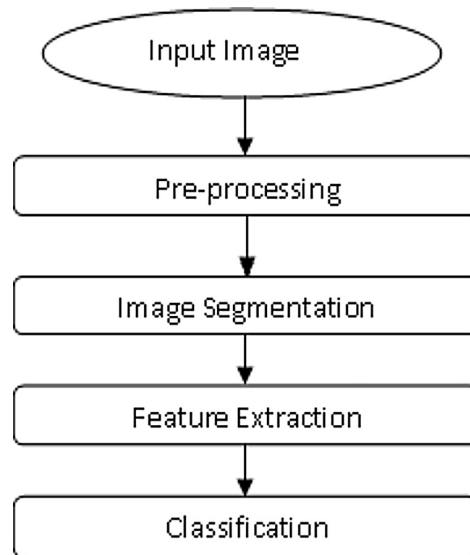 Input Image
Pre-processing
Image Segmentation
Feature Extraction
Classification